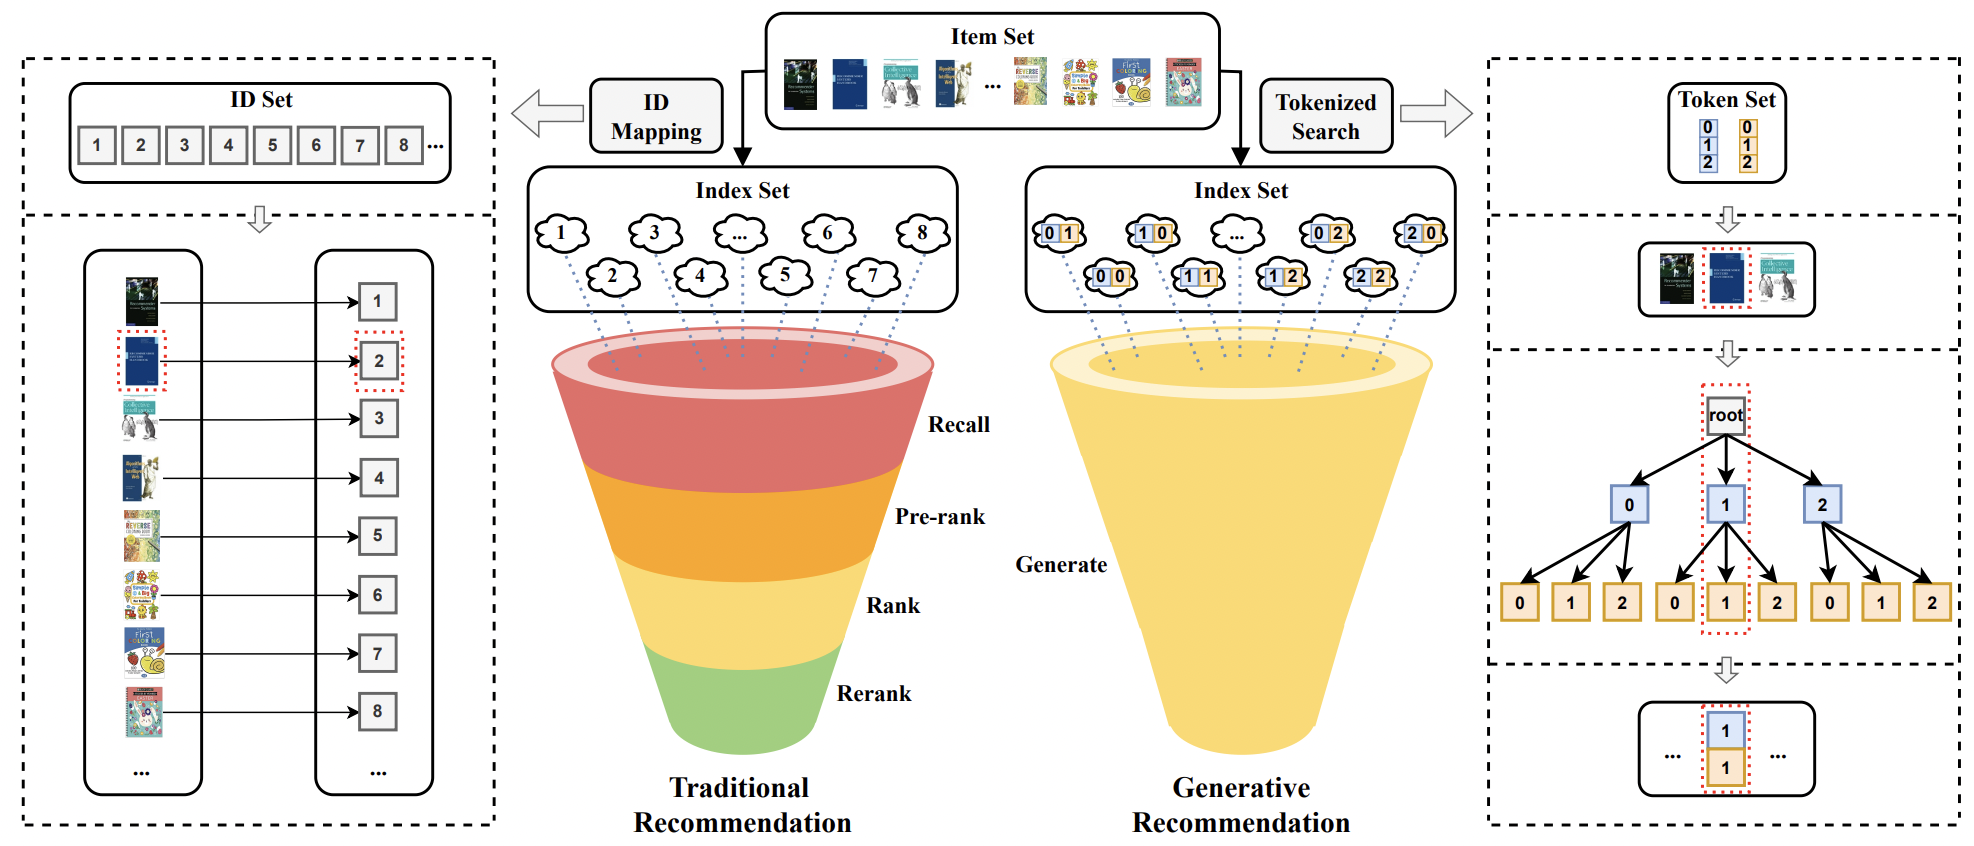 Item Set
...
ID
Mapping
Tokenized
Search
ID Set
1 2 3 4 5 6 7 8 ...
1
2
3
4
5
6
7
8
...
...
Index Set
1 3 ... 6 8
2 4 5 7
Recall
Pre-rank
Rank
Rerank
Traditional
Recommendation
Index Set
0 1 1 0 ... 0 2 2 0
0 0 1 1 1 2 2 2
Generate
Generative
Recommendation
Token Set
0 0
1 1
2 2
root
0 1 2
0 1 2 0 1 2 0 1 2
1
... ...
1